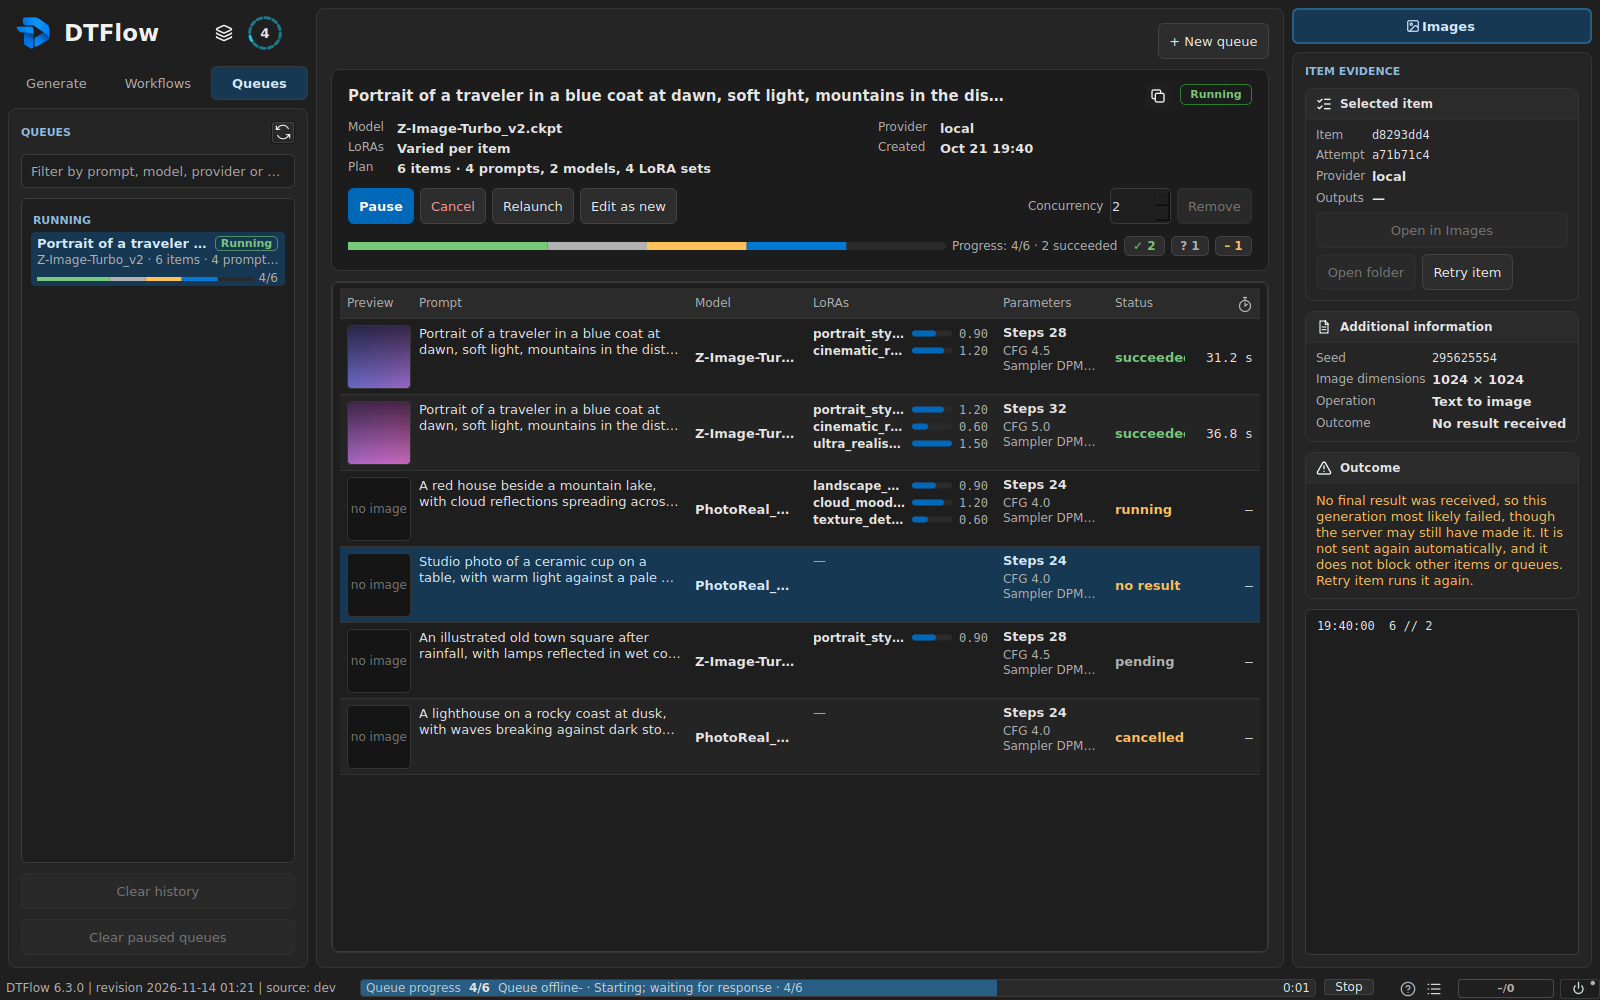 DTFlow
4
Generate
Workflows
Queues
QUEUES
Filter by prompt, model, provider or ...
RUNNING
Portrait of a traveler ... Running
Z-Image-Turbo_v2 · 6 items · 4 prompt...
4/6
Clear history
Clear paused queues
+ New queue
Portrait of a traveler in a blue coat at dawn, soft light, mountains in the dis...
Running
Model Z-Image-Turbo_v2.ckpt
Provider local
LoRAs Varied per item
Created Oct 21 19:40
Plan 6 items · 4 prompts, 2 models, 4 LoRA sets
Pause
Cancel
Relaunch
Edit as new
Concurrency 2
Remove
Progress: 4/6 · 2 succeeded
✓ 2
? 1
– 1
Preview Prompt Model LoRAs Parameters Status
Portrait of a traveler in a blue coat at
dawn, soft light, mountains in the dist...
Z-Image-Tur...
portrait_sty... 0.90
cinematic_r... 1.20
Steps 28
CFG 4.5
Sampler DPM...
succeede
31.2 s
Portrait of a traveler in a blue coat at
dawn, soft light, mountains in the dist...
Z-Image-Tur...
portrait_sty... 1.20
cinematic_r... 0.60
ultra_realis... 1.50
Steps 32
CFG 5.0
Sampler DPM...
succeede
36.8 s
no image
A red house beside a mountain lake,
with cloud reflections spreading acros...
PhotoReal_...
landscape_... 0.90
cloud_mood... 1.20
texture_det... 0.60
Steps 24
CFG 4.0
Sampler DPM...
running
–
no image
Studio photo of a ceramic cup on a
table, with warm light against a pale ...
PhotoReal_...
—
Steps 24
CFG 4.0
Sampler DPM...
no result
–
no image
An illustrated old town square after
rainfall, with lamps reflected in wet co...
Z-Image-Tur...
portrait_sty... 0.90
Steps 28
CFG 4.5
Sampler DPM...
pending
–
no image
A lighthouse on a rocky coast at dusk,
with waves breaking against dark sto...
PhotoReal_...
—
Steps 24
CFG 4.0
Sampler DPM...
cancelled
–
Images
ITEM EVIDENCE
Selected item
Item d8293dd4
Attempt a71b71c4
Provider local
Outputs —
Open in Images
Open folder
Retry item
Additional information
Seed 295625554
Image dimensions 1024 × 1024
Operation Text to image
Outcome No result received
Outcome
No final result was received, so this
generation most likely failed, though
the server may still have made it. It is
not sent again automatically, and it
does not block other items or queues.
Retry item runs it again.
19:40:00 6 // 2
DTFlow 6.3.0 | revision 2026-11-14 01:21 | source: dev
Queue progress 4/6 Queue offline- · Starting; waiting for response · 4/6
0:01
Stop
–/0